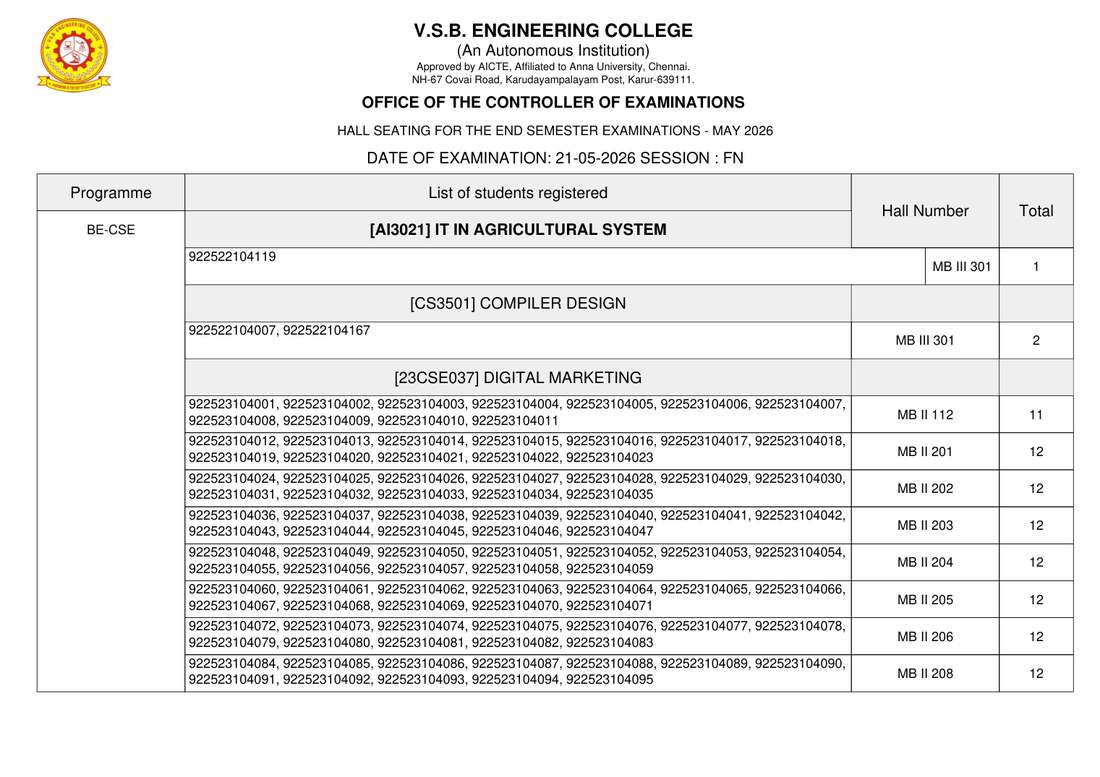 V.S.B. ENGINEERING COLLEGE
(An Autonomous Institution)
Approved by AICTE, Affiliated to Anna University, Chennai.
NH-67 Covai Road, Karudayampalayam Post, Karur-639111.
OFFICE OF THE CONTROLLER OF EXAMINATIONS
HALL SEATING FOR THE END SEMESTER EXAMINATIONS - MAY 2026
DATE OF EXAMINATION: 21-05-2026 SESSION : FN
Programme
List of students registered
Hall Number
Total
BE-CSE
[AI3021] IT IN AGRICULTURAL SYSTEM
922522104119
MB III 301
1
[CS3501] COMPILER DESIGN
922522104007, 922522104167
MB III 301
2
[23CSE037] DIGITAL MARKETING
922523104001, 922523104002, 922523104003, 922523104004, 922523104005, 922523104006, 922523104007,
922523104008, 922523104009, 922523104010, 922523104011
MB II 112
11
922523104012, 922523104013, 922523104014, 922523104015, 922523104016, 922523104017, 922523104018,
922523104019, 922523104020, 922523104021, 922523104022, 922523104023
MB II 201
12
922523104024, 922523104025, 922523104026, 922523104027, 922523104028, 922523104029, 922523104030,
922523104031, 922523104032, 922523104033, 922523104034, 922523104035
MB II 202
12
922523104036, 922523104037, 922523104038, 922523104039, 922523104040, 922523104041, 922523104042,
922523104043, 922523104044, 922523104045, 922523104046, 922523104047
MB II 203
12
922523104048, 922523104049, 922523104050, 922523104051, 922523104052, 922523104053, 922523104054,
922523104055, 922523104056, 922523104057, 922523104058, 922523104059
MB II 204
12
922523104060, 922523104061, 922523104062, 922523104063, 922523104064, 922523104065, 922523104066,
922523104067, 922523104068, 922523104069, 922523104070, 922523104071
MB II 205
12
922523104072, 922523104073, 922523104074, 922523104075, 922523104076, 922523104077, 922523104078,
922523104079, 922523104080, 922523104081, 922523104082, 922523104083
MB II 206
12
922523104084, 922523104085, 922523104086, 922523104087, 922523104088, 922523104089, 922523104090,
922523104091, 922523104092, 922523104093, 922523104094, 922523104095
MB II 208
12